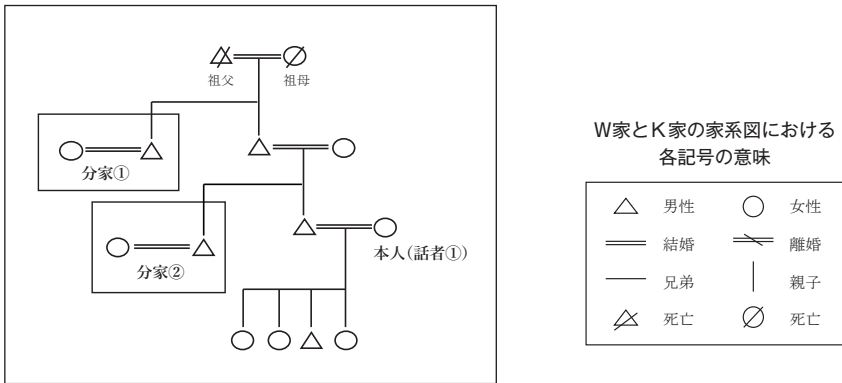 祖父
祖母
分家①
分家②
本人(話者①)
W家とK家の家系図における
各記号の意味
男性
女性
結婚
離婚
兄弟
親子
死亡
死亡